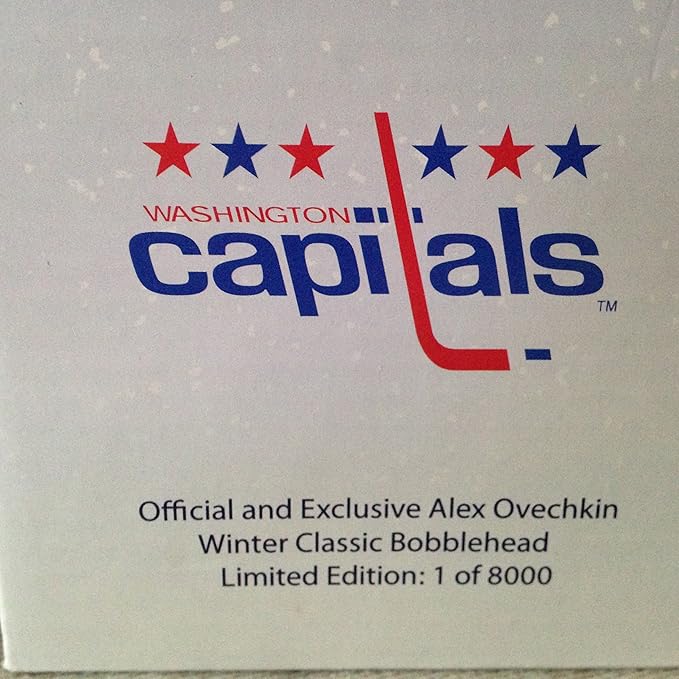 WASHINGTON
capitals
TM
Official and Exclusive Alex Ovechkin
Winter Classic Bobblehead
Limited Edition: 1 of 8000